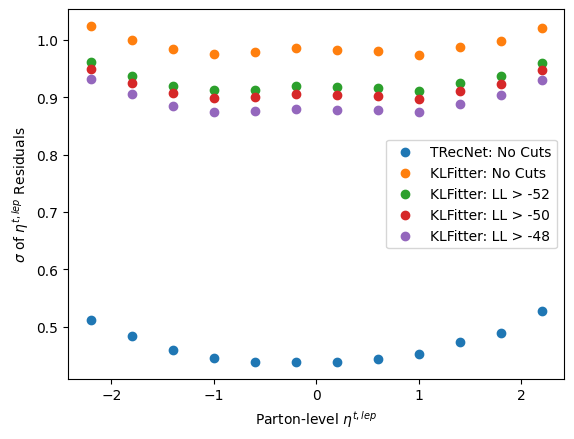 1.0
0.9
0.8
0.7
0.6
0.5
σ of η^{t, lep} Residuals
TRecNet: No Cuts
KLFitter: No Cuts
KLFitter: LL > -52
KLFitter: LL > -50
KLFitter: LL > -48
−2 −1 0 1 2
Parton-level η^{t, lep}